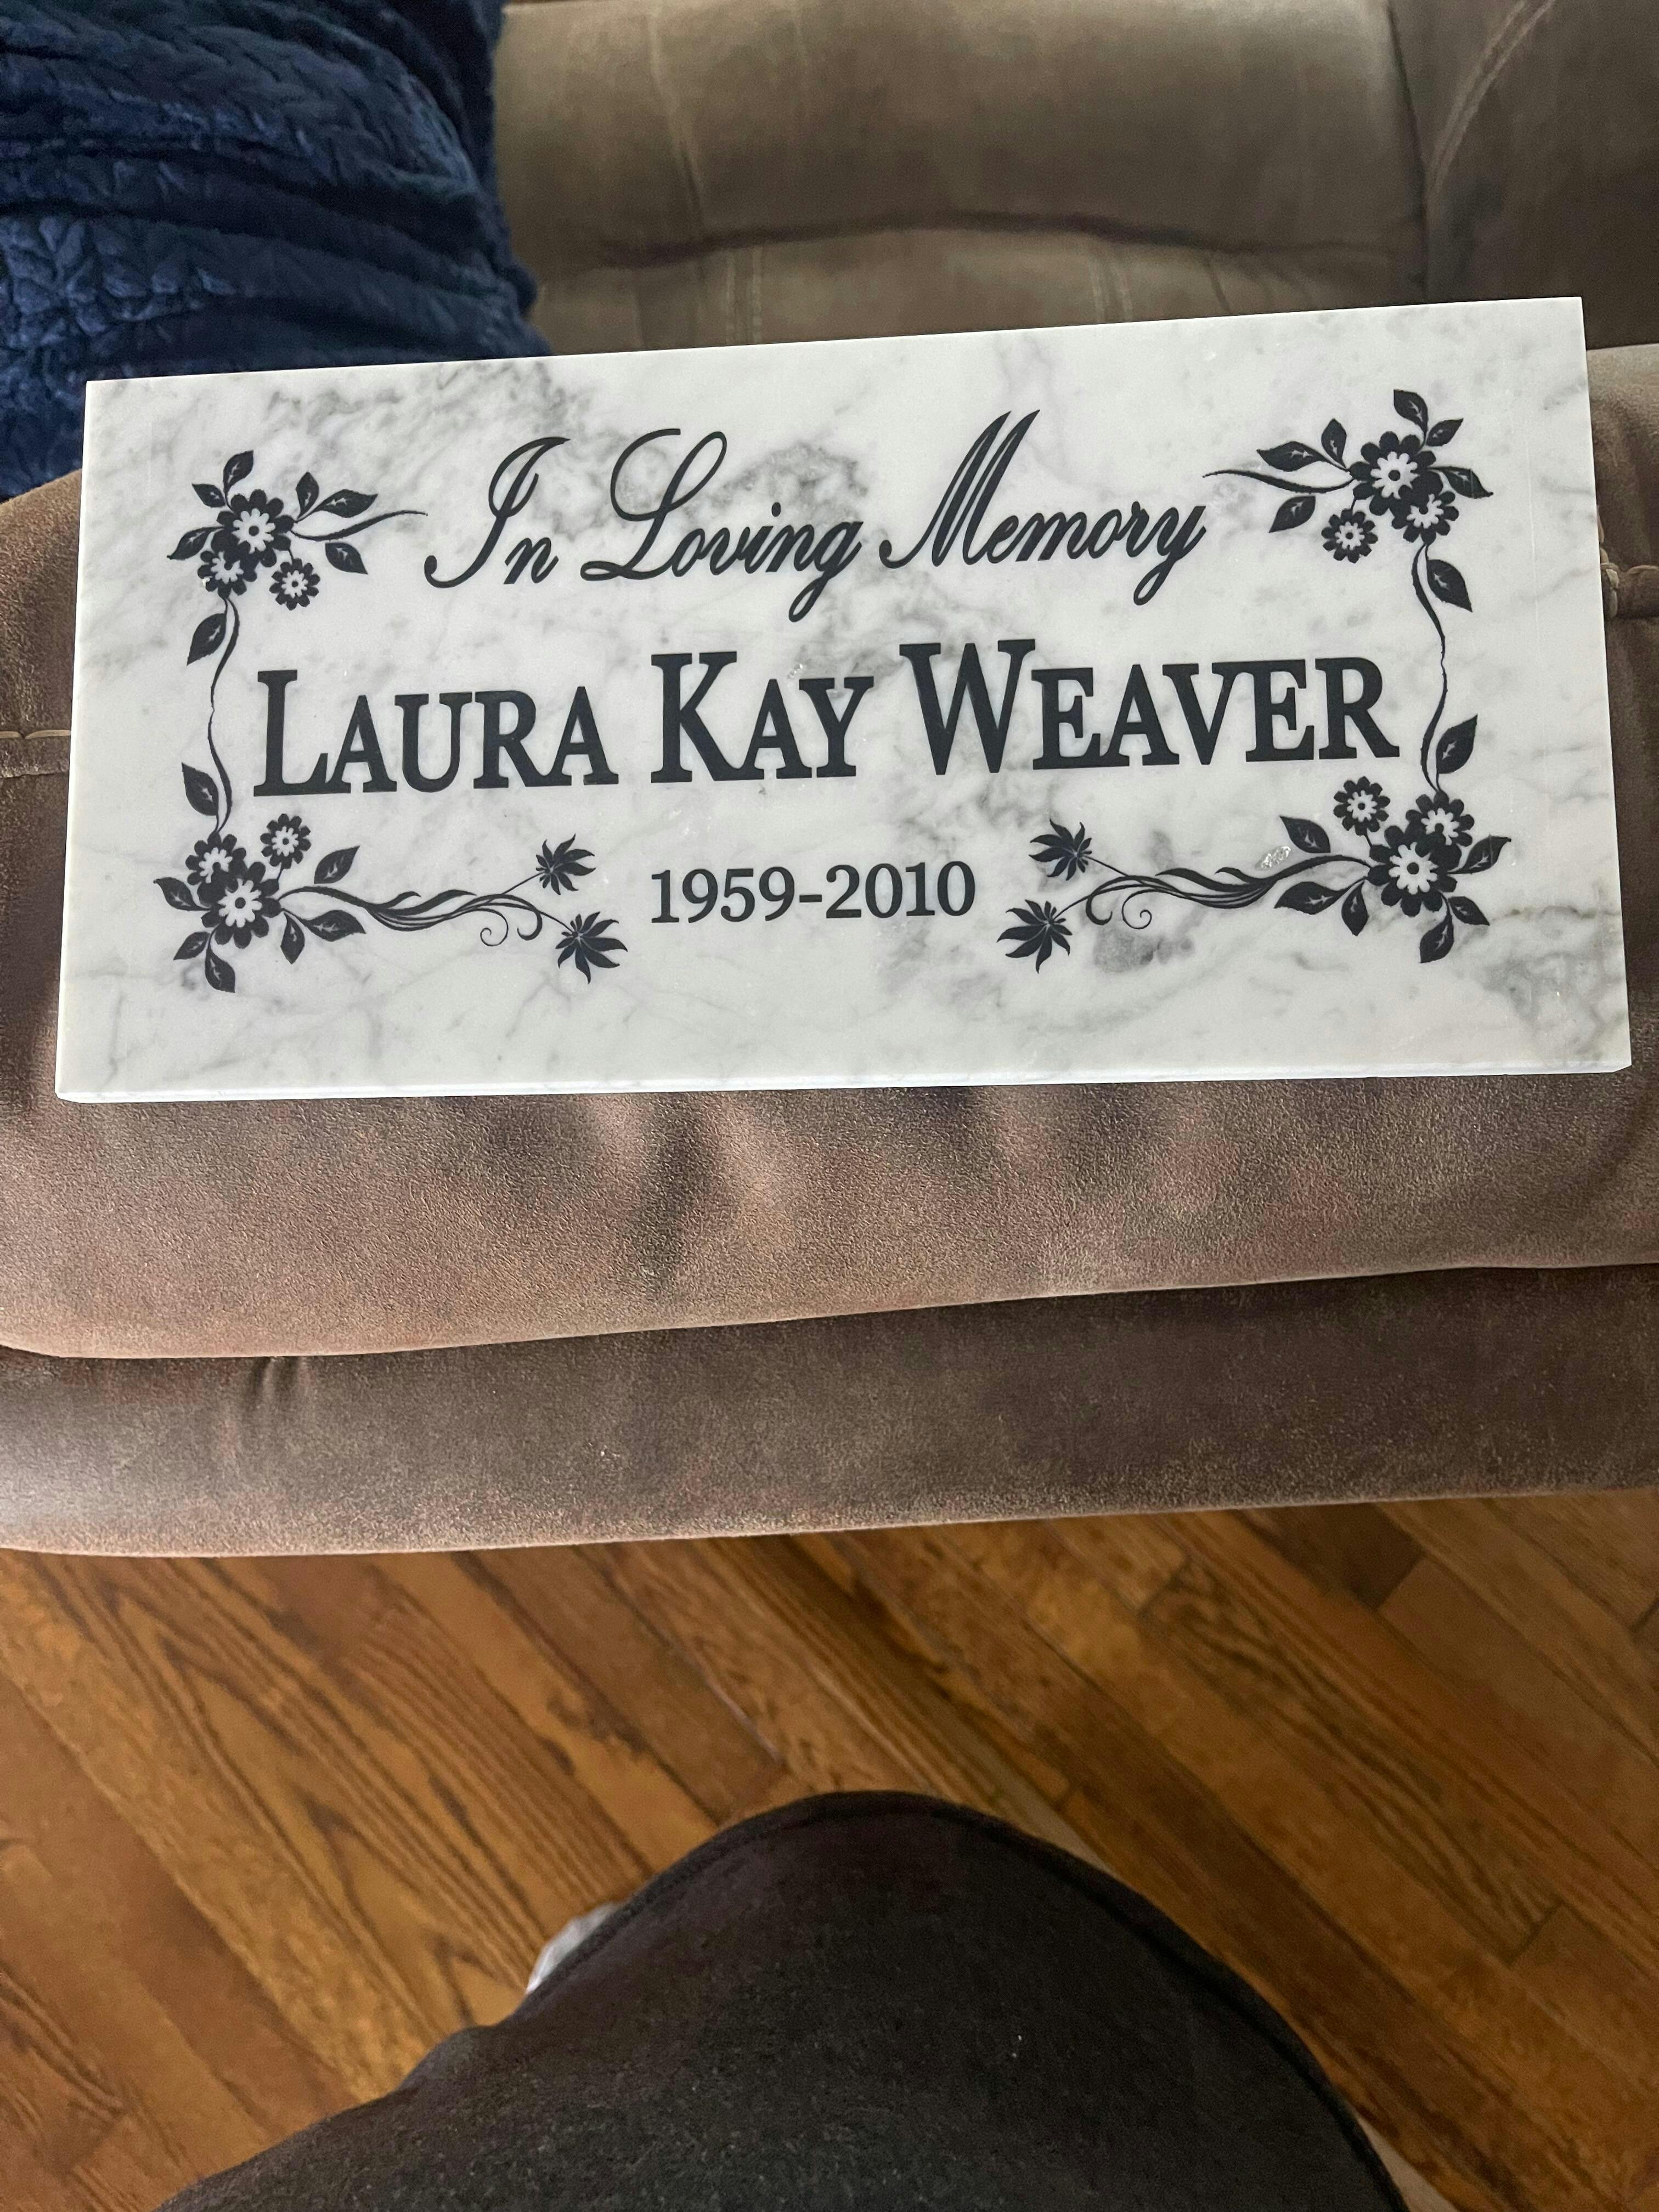 In Loving Memory
LAURA KAY WEAVER
1959-2010